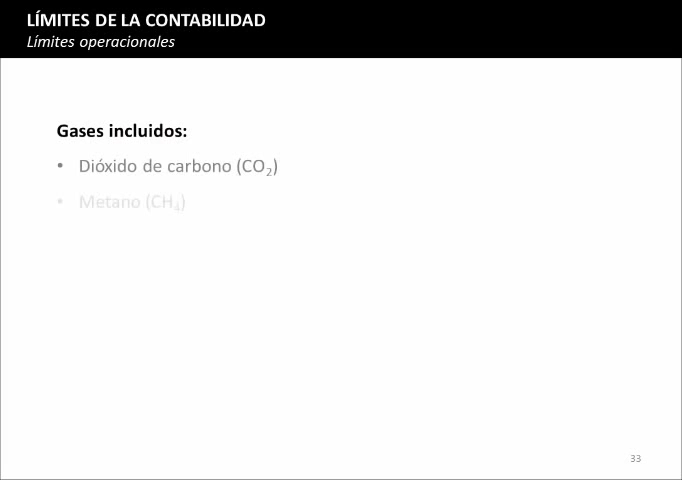 LÍMITES DE LA CONTABILIDAD
Límites operacionales
Gases incluidos:
• Dióxido de carbono (CO₂)
• Metano (CH₄)
33